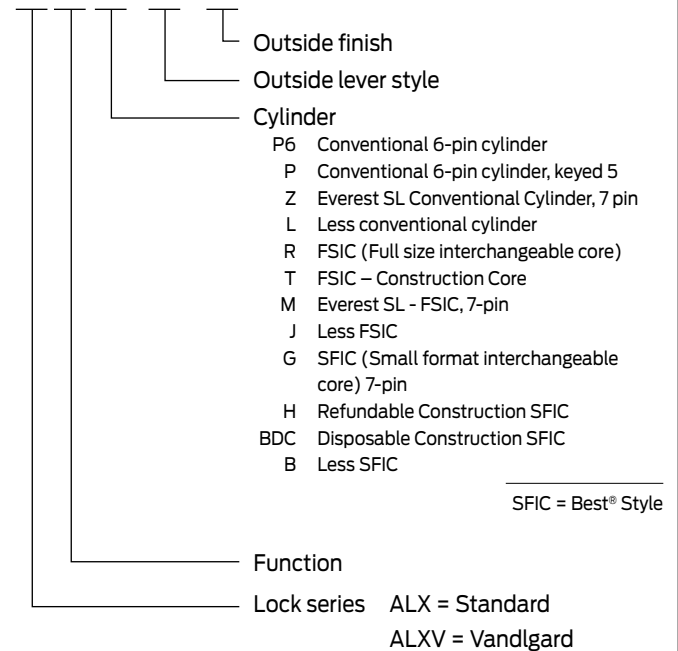 Outside finish
Outside lever style
Cylinder
P6 Conventional 6-pin cylinder
P Conventional 6-pin cylinder, keyed 5
Z Everest SL Conventional Cylinder, 7 pin
L Less conventional cylinder
R FSIC (Full size interchangeable core)
T FSIC – Construction Core
M Everest SL - FSIC, 7-pin
J Less FSIC
G SFIC (Small format interchangeable
core) 7-pin
H Refundable Construction SFIC
BDC Disposable Construction SFIC
B Less SFIC
SFIC = Best® Style
Function
Lock series ALX = Standard
ALXV = Vandlgard